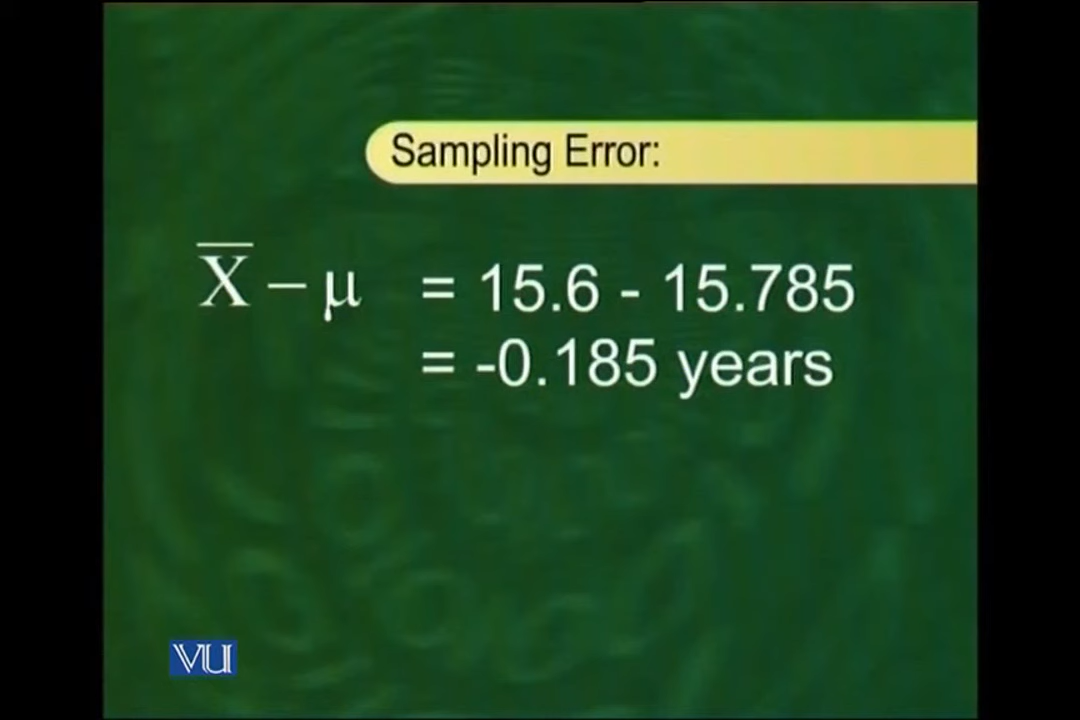 Sampling Error:
X̅ – μ = 15.6 - 15.785
= -0.185 years
VU